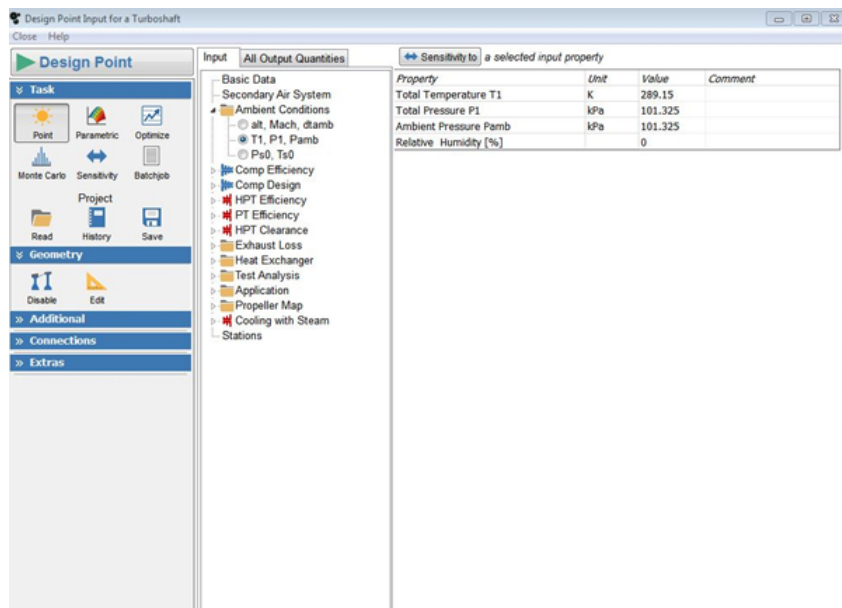 Design Point Input for a Turboshaft
Close Help
Design Point
Task
Point Parametric Optimize
Monte Carlo Sensitivity Batchjob
Project
Read History Save
Geometry
Disable Edit
Additional
Connections
Extras
Input All Output Quantities
Basic Data
Secondary Air System
Ambient Conditions
alt, Mach, dtamb
T1, P1, Pamb
Ps0, Ts0
Comp Efficiency
Comp Design
HPT Efficiency
PT Efficiency
HPT Clearance
Exhaust Loss
Heat Exchanger
Test Analysis
Application
Propeller Map
Cooling with Steam
Stations
Sensitivity to a selected input property
Property Unit Value Comment
Total Temperature T1 K 289.15
Total Pressure P1 kPa 101.325
Ambient Pressure Pamb kPa 101.325
Relative Humidity [%] 0